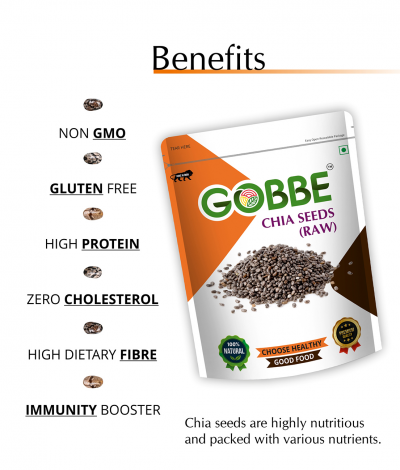 Benefits
NON GMO
GLUTEN FREE
HIGH PROTEIN
ZERO CHOLESTEROL
HIGH DIETARY FIBRE
IMMUNITY BOOSTER
GOBBE
CHIA SEEDS
(RAW)
100%
NATURAL
PREMIUM
CHOOSE HEALTHY
GOOD FOOD
Chia seeds are highly nutritious
and packed with various nutrients.